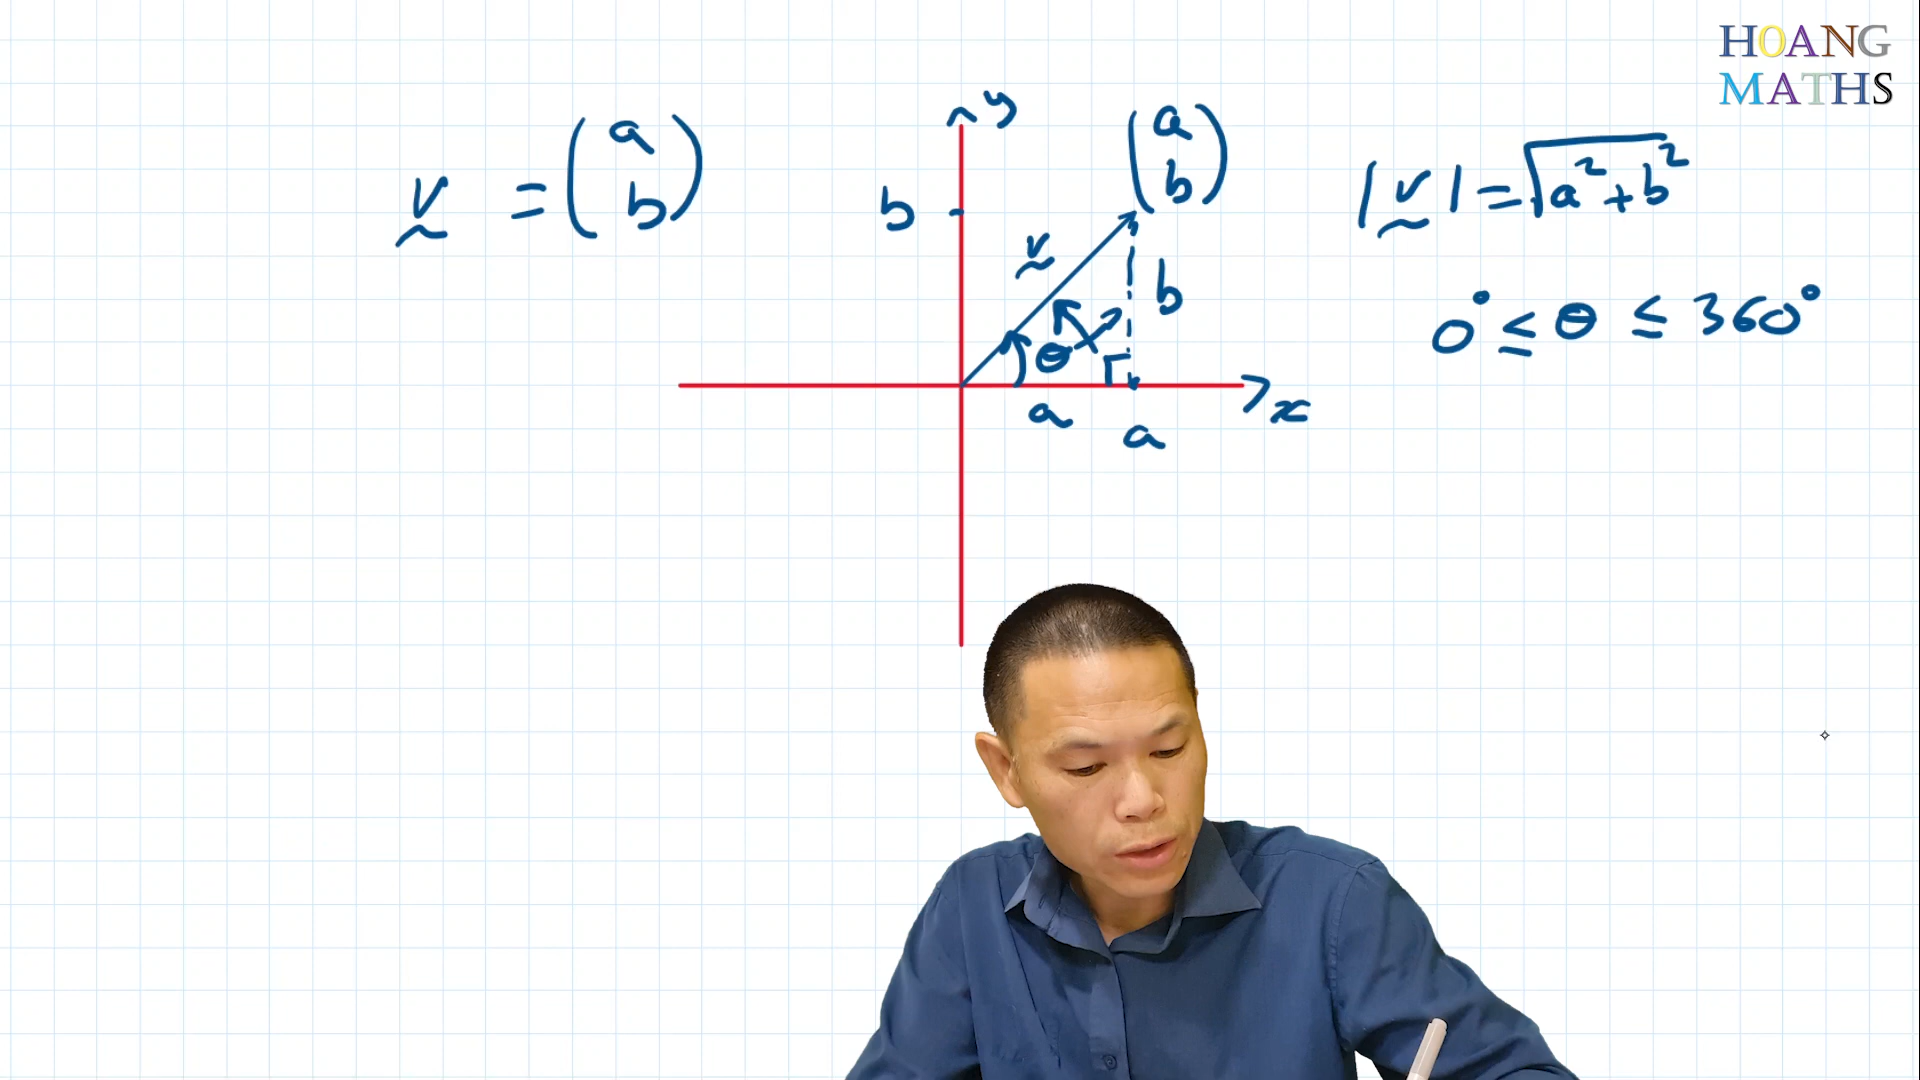 HOANG
MATHS
y
v = (a b)
b
(a b)
|v| = √a² + b²
v
b
θ
0° ≤ θ ≤ 360°
a
a
x